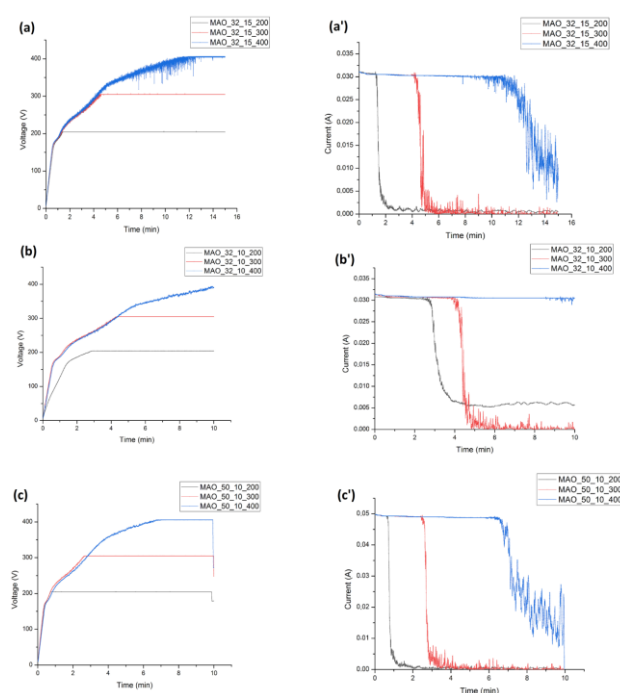 (a)
MAO_32_15_200
MAO_32_15_300
MAO_32_15_400
400
300
200
100
0
Voltage (V)
0 2 4 6 8 10 12 14 16
Time (min)
(a')
MAO_32_15_200
MAO_32_15_300
MAO_32_15_400
0.035
0.030
0.025
0.020
0.015
0.010
0.005
0.000
Current (A)
0 2 4 6 8 10 12 14 16
Time (min)
(b)
MAO_32_10_200
MAO_32_10_300
MAO_32_10_400
400
300
200
100
0
Voltage (V)
0 2 4 6 8 10
Time (min)
(b')
MAO_32_10_200
MAO_32_10_300
MAO_32_10_400
0.035
0.030
0.025
0.020
0.015
0.010
0.005
0.000
Current (A)
0 2 4 6 8 10
Time (min)
(c)
MAO_50_10_200
MAO_50_10_300
MAO_50_10_400
400
300
200
100
0
Voltage (V)
0 2 4 6 8 10
Time (min)
(c')
MAO_50_10_200
MAO_50_10_300
MAO_50_10_400
0,05
0,04
0,03
0,02
0,01
0,00
Current (A)
0 2 4 6 8 10
Time (min)